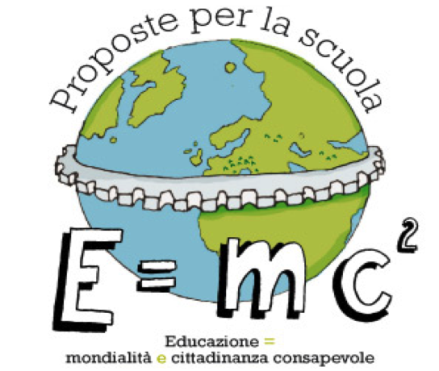 Proposte per la scuola
E=mc²
Educazione =
mondialità e cittadinanza consapevole